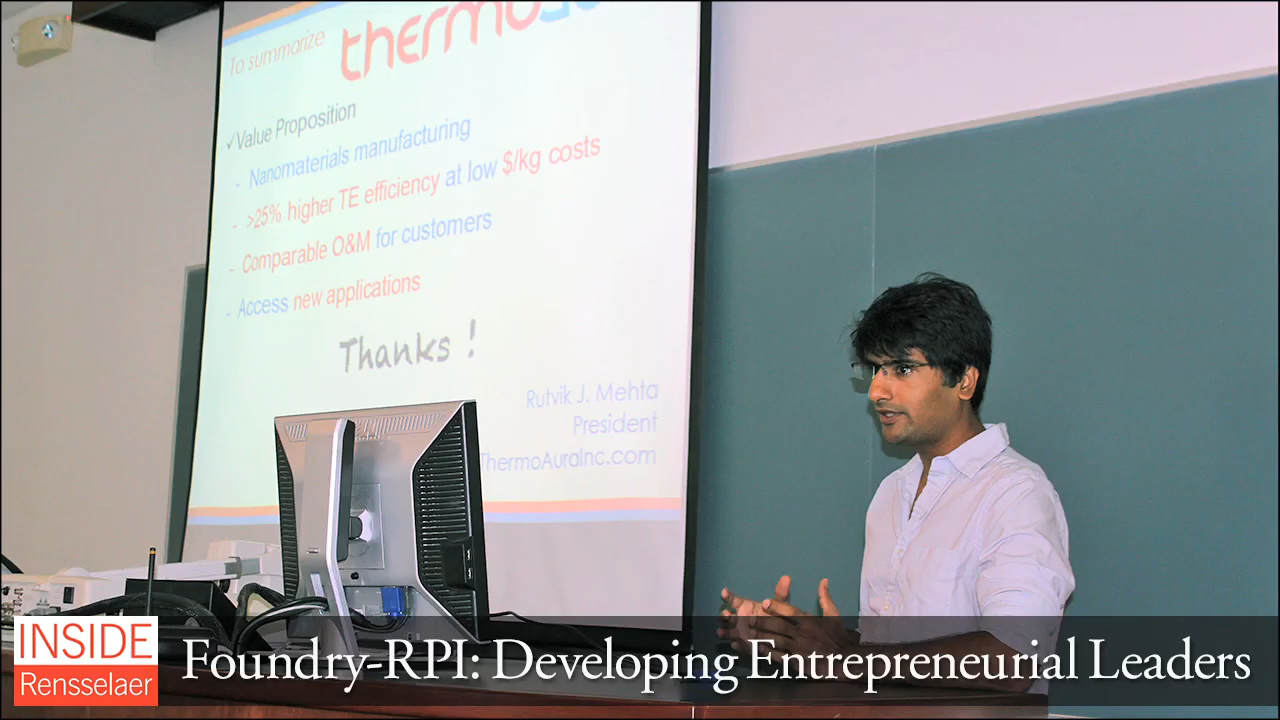 To summarize
thermo
✓Value Proposition
- Nanomaterials manufacturing
- >25% higher TE efficiency at low $/kg costs
- Comparable O&M for customers
- Access new applications
Thanks !
Rutvik J. Mehta
President
ThermoAuraInc.com
INSIDE
Rensselaer
Foundry-RPI: Developing Entrepreneurial Leaders